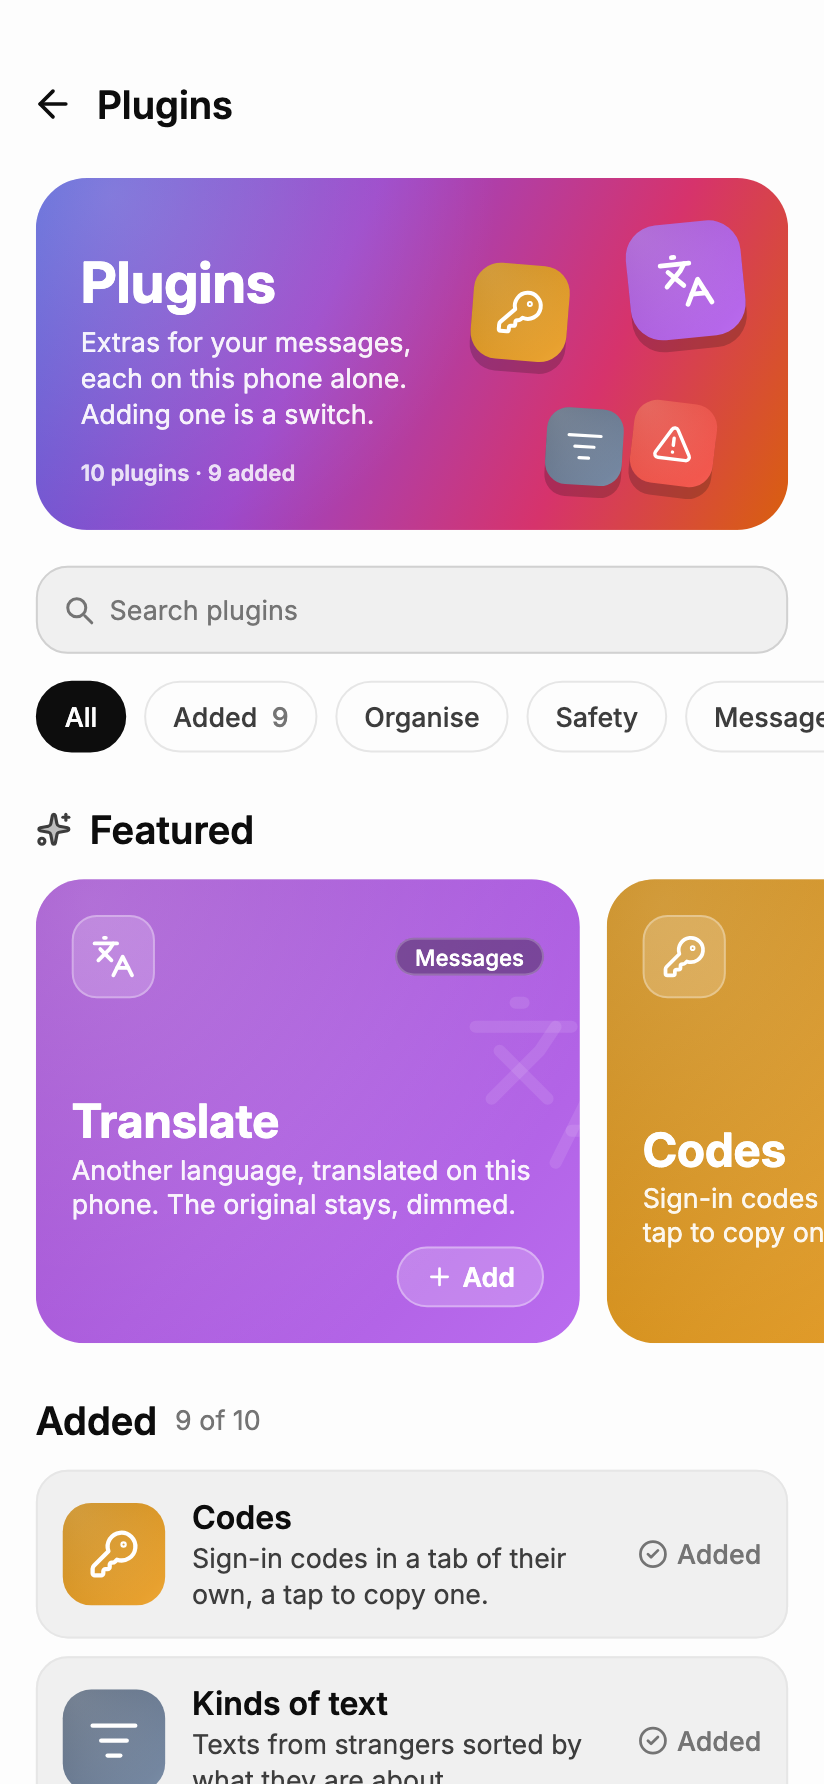 Plugins
Plugins
Extras for your messages,
each on this phone alone.
Adding one is a switch.
10 plugins · 9 added
Search plugins
All
Added 9
Organise
Safety
Message
Featured
Messages
Translate
Another language, translated on this
phone. The original stays, dimmed.
+ Add
Codes
Sign-in codes
tap to copy on
Added 9 of 10
Codes
Sign-in codes in a tab of their
own, a tap to copy one.
Added
Kinds of text
Texts from strangers sorted by
what they are about
Added